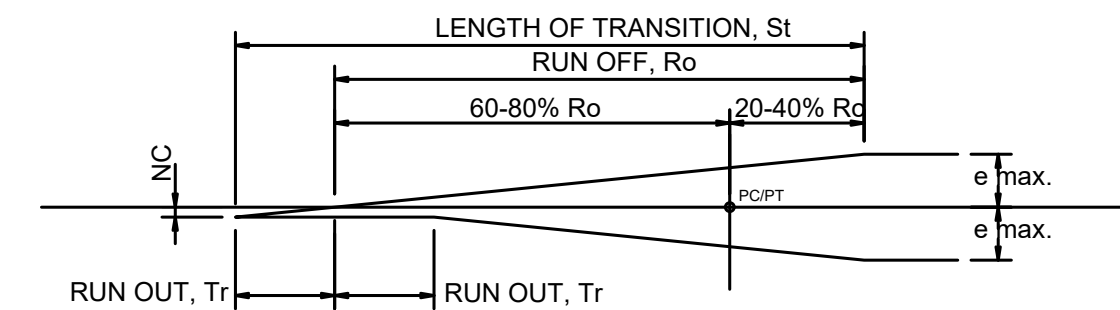 LENGTH OF TRANSITION, St
RUN OFF, Ro
60-80% Ro
20-40% Ro
NC
PC/PT
e max.
e max.
RUN OUT, Tr
RUN OUT, Tr